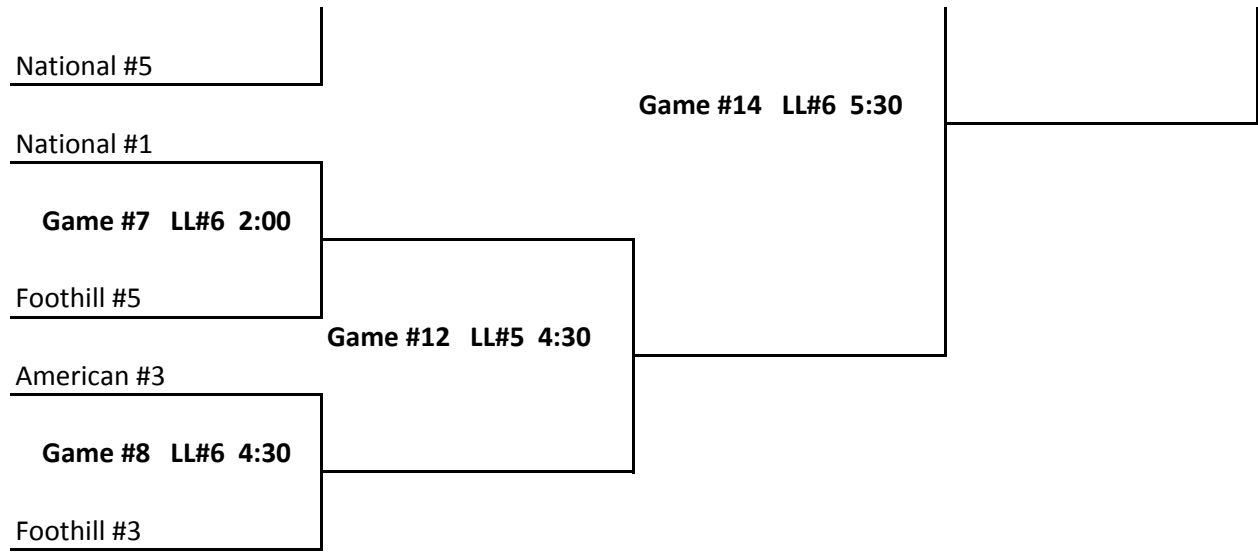 National #5
Game #14 LL#6 5:30
National #1
Game #7 LL#6 2:00
Foothill #5
Game #12 LL#5 4:30
American #3
Game #8 LL#6 4:30
Foothill #3